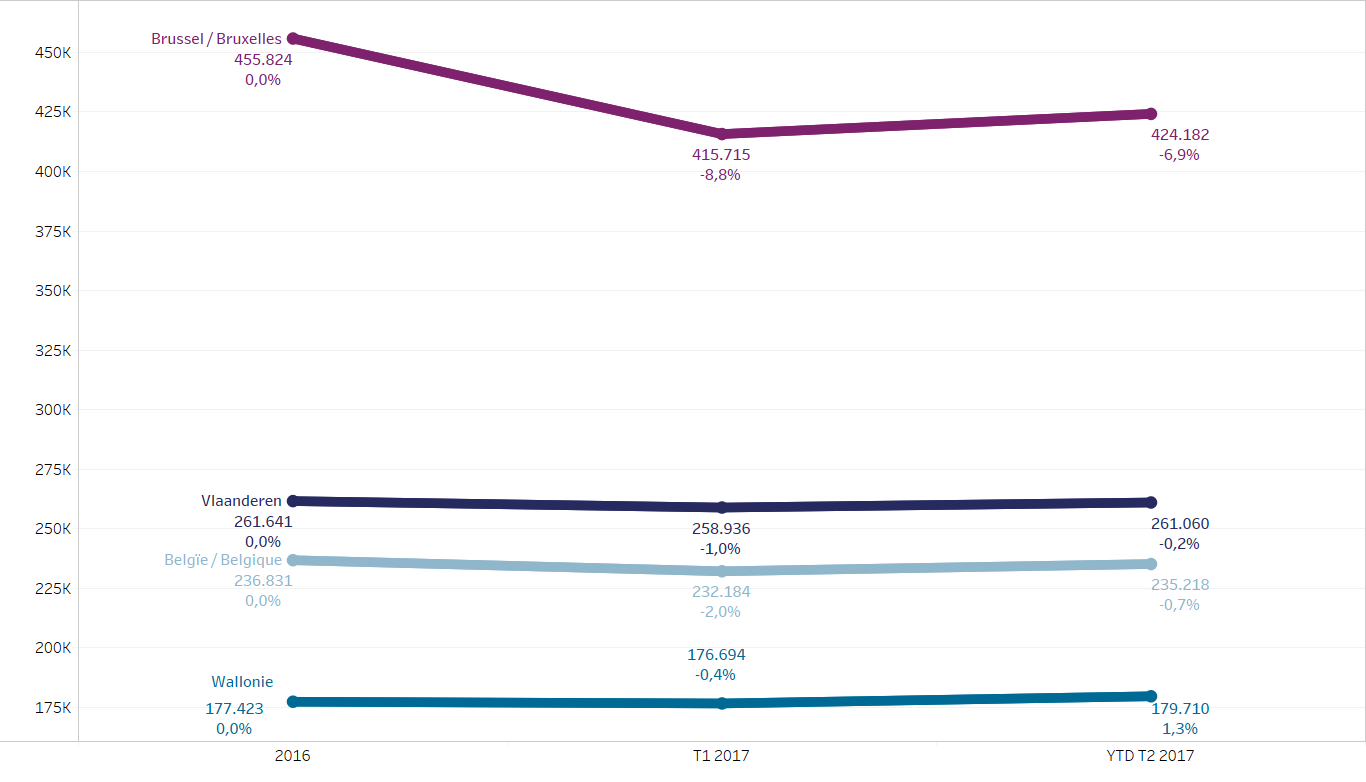 450K
425K
400K
375K
350K
325K
300K
275K
250K
225K
200K
175K
Brussel / Bruxelles
455.824
0,0%
415.715
-8,8%
424.182
-6,9%
Vlaanderen
261.641
0,0%
258.936
-1,0%
261.060
-0,2%
Belgïe / Belgique
236.831
0,0%
232.184
-2,0%
235.218
-0,7%
Wallonie
177.423
0,0%
176.694
-0,4%
179.710
1,3%
2016
T1 2017
YTD T2 2017